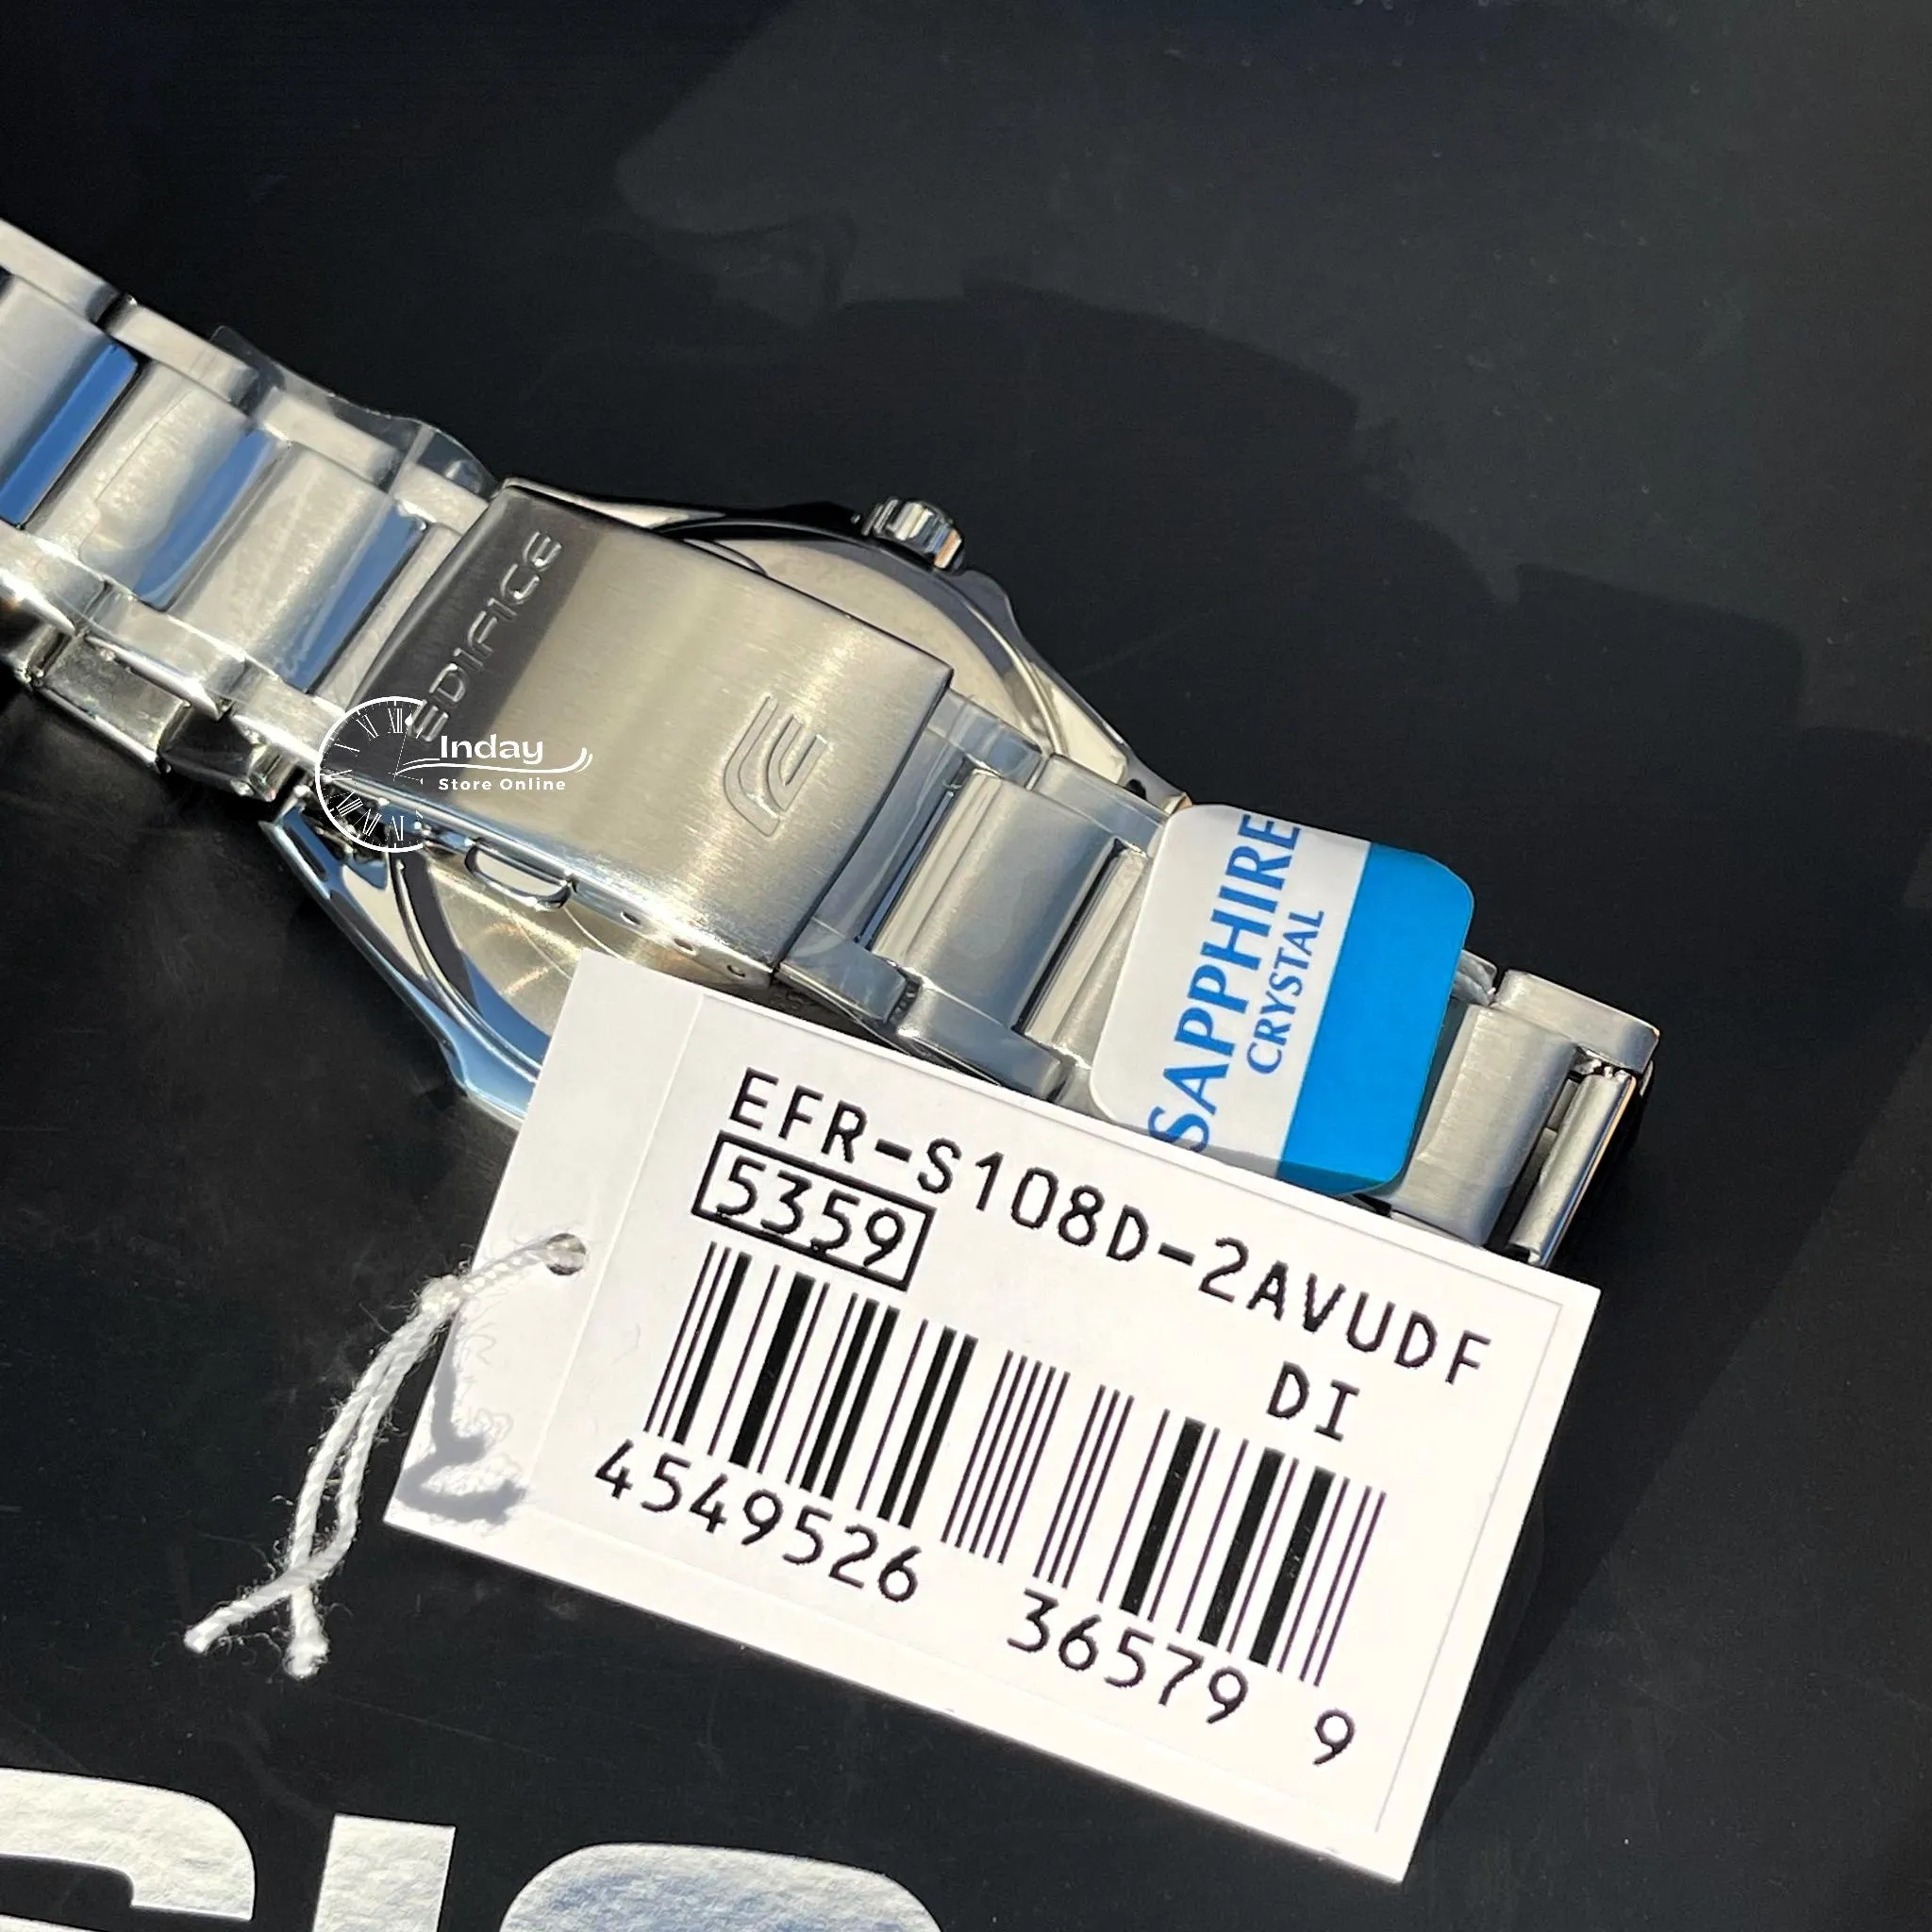 EDIFICE
Inday
Store Online
SAPPHIRE
CRYSTAL
EFR-S108D-2AVUDF
5359
DI
4549526 36579 9